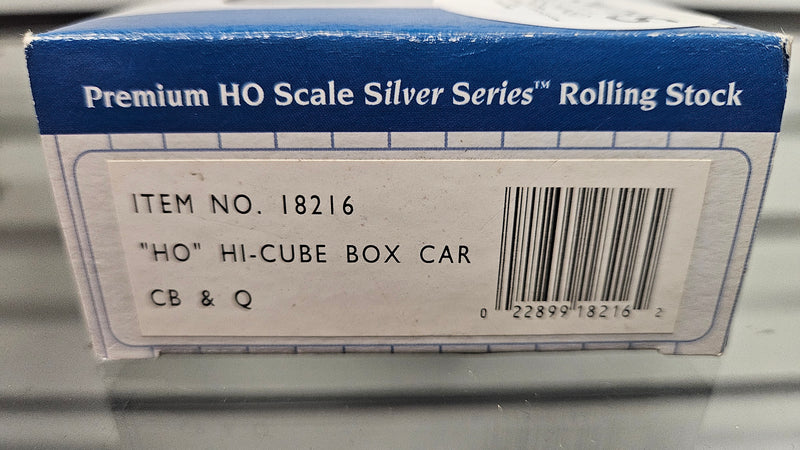 Premium HO Scale Silver Series™ Rolling Stock
ITEM NO. 18216
"HO" HI-CUBE BOX CAR
CB & Q
0 22899 18216 2